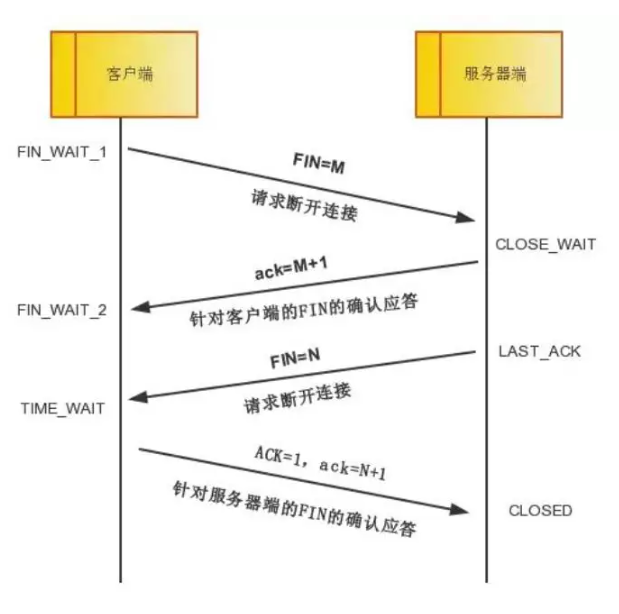 客户端
服务器端
FIN_WAIT_1
FIN=M
请求断开连接
CLOSE_WAIT
ack=M+1
针对客户端的FIN的确认应答
FIN_WAIT_2
FIN=N
LAST_ACK
请求断开连接
TIME_WAIT
ACK=1, ack=N+1
针对服务器端的FIN的确认应答
CLOSED